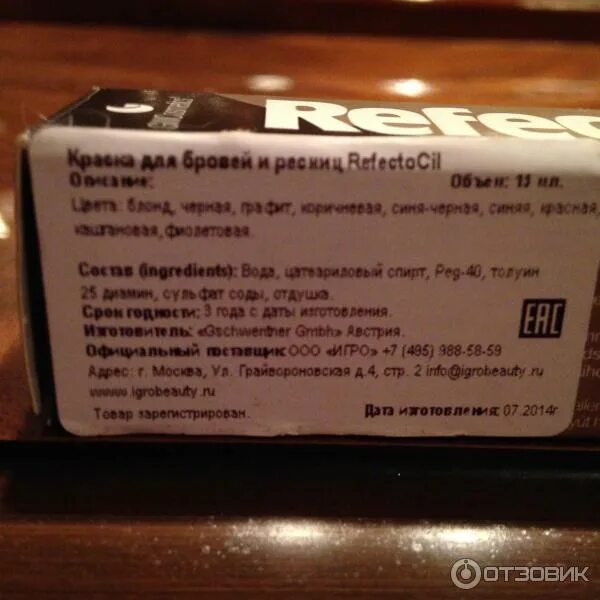 Refec
Краска для бровей и ресниц RefectoCil
Описание: Объем: 15 мл.
Цвета: блонд, черная, графит, коричневая, синя-черная, синяя, красная,
каштановая, фиолетовая.
Состав (ingredients): Вода, цетеариловый спирт, Peg-40, толуин
25 диамин, сульфат соды, отдушка.
Срок годности: 3 года с даты изготовления.
Изготовитель: «Gschwentner Gmbh» Австрия.
EAC
Официальный поставщик ООО «ИГРО» +7 (495) 988-58-59
Адрес: г. Москва, Ул. Грайвороновская д.4, стр. 2 info@igrobeauty.ru
www.igrobeauty.ru
Товар зарегистрирован. Дата изготовления: 07.2014г
ОТЗОВИК